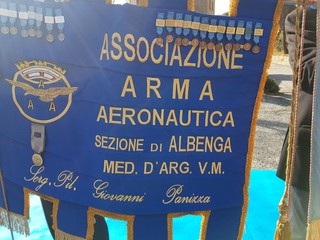 ASSOCIAZIONE
ARMA
AERONAUTICA
SEZIONE DI ALBENGA
MED. D'ARG. V.M.
Serg. Pil. Giovanni Panizza
A A A